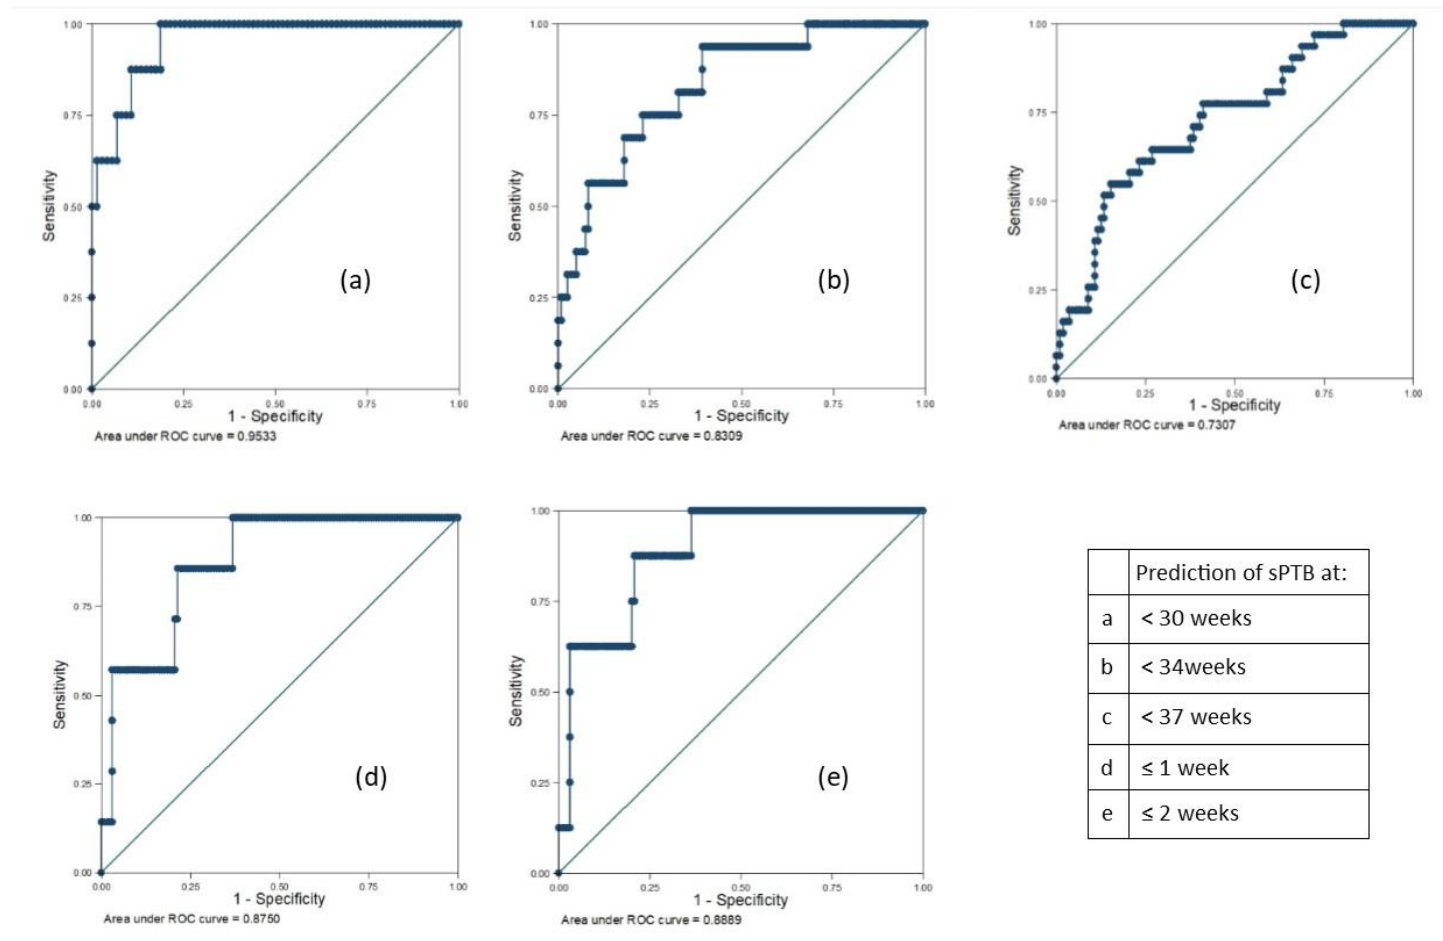 1.00
0.75
0.50
0.25
0.00
Sensitivity
(a)
0.00 0.25 0.50 0.75 1.00
1 - Specificity
Area under ROC curve = 0.9533
1.00
0.75
0.50
0.25
0.00
Sensitivity
(b)
0.00 0.25 0.50 0.75 1.00
1 - Specificity
Area under ROC curve = 0.8309
1.00
0.75
0.50
0.25
0.00
Sensitivity
(c)
0.00 0.25 0.50 0.75 1.00
1 - Specificity
Area under ROC curve = 0.7307
1.00
0.75
0.50
0.25
0.00
Sensitivity
(d)
0.00 0.25 0.50 0.75 1.00
1 - Specificity
Area under ROC curve = 0.8750
1.00
0.75
0.50
0.25
0.00
Sensitivity
(e)
0.00 0.25 0.50 0.75 1.00
1 - Specificity
Area under ROC curve = 0.8889
Prediction of sPTB at:
a < 30 weeks
b < 34weeks
c < 37 weeks
d ≤ 1 week
e ≤ 2 weeks